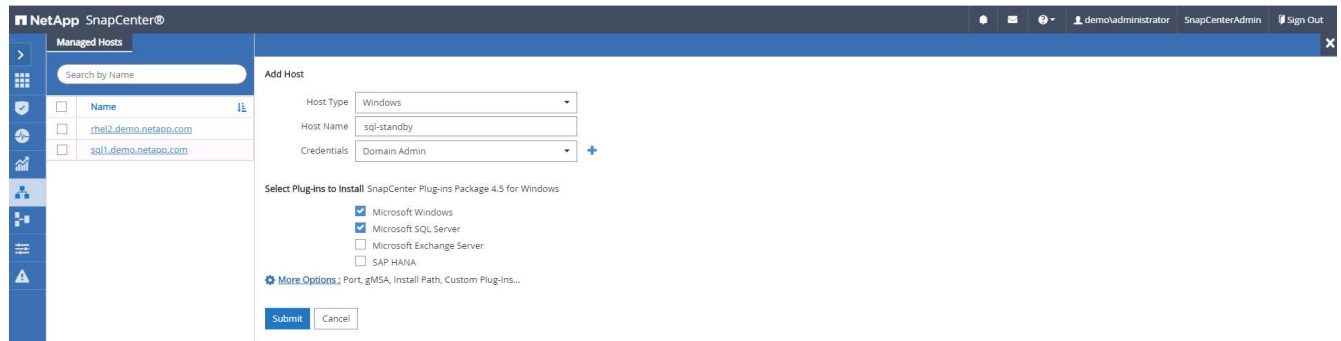 NetApp SnapCenter® demo\administrator SnapCenterAdmin Sign Out
Managed Hosts
Search by Name
Name
rhel2.demo.netapp.com
sql1.demo.netapp.com
Add Host
Host Type Windows
Host Name sql-standby
Credentials Domain Admin
Select Plug-ins to Install SnapCenter Plug-ins Package 4.5 for Windows
Microsoft Windows
Microsoft SQL Server
Microsoft Exchange Server
SAP HANA
More Options : Port, gMSA, Install Path, Custom Plug-Ins...
Submit Cancel